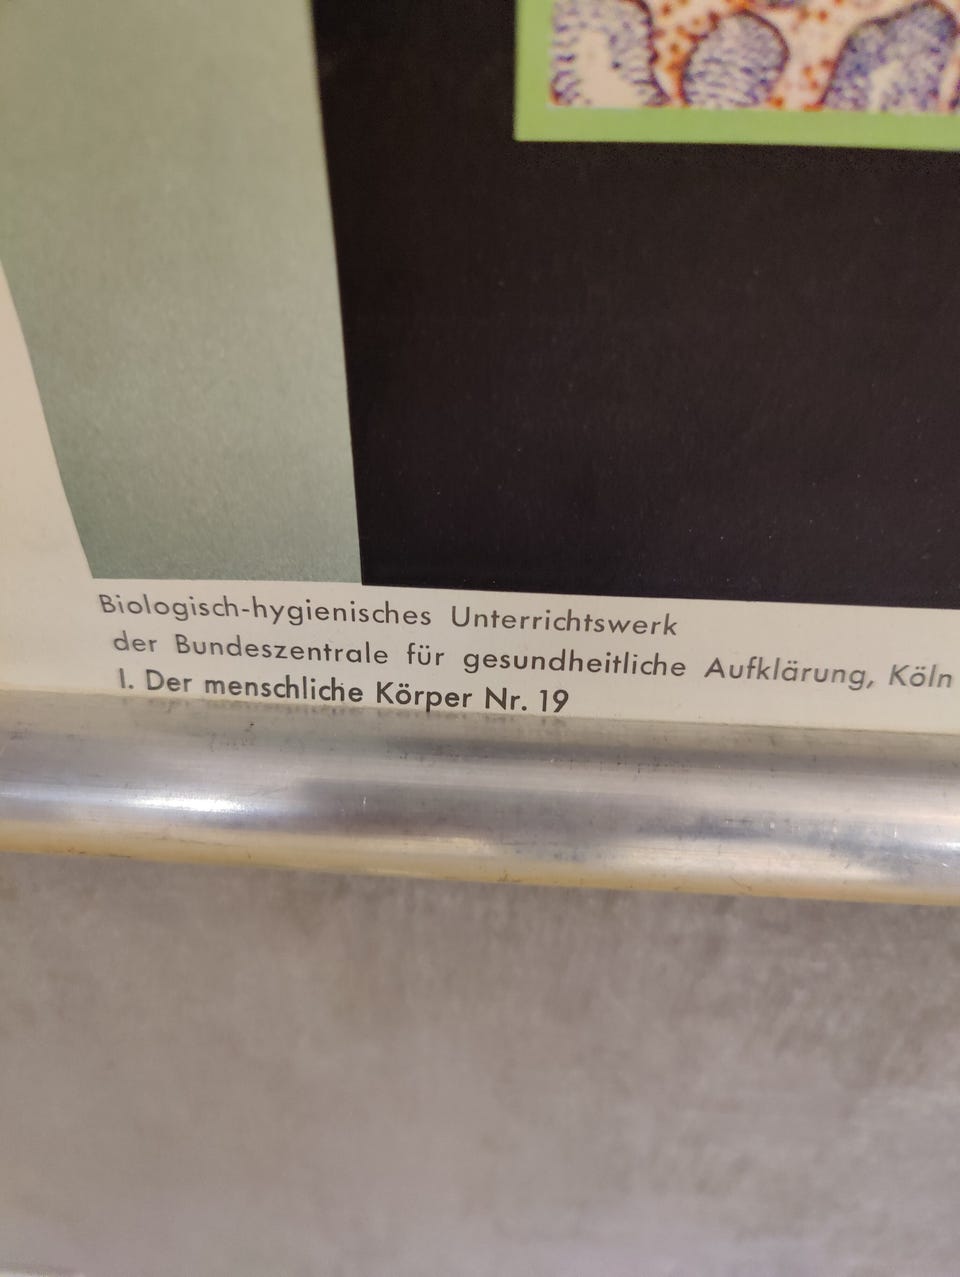 Biologisch-hygienisches Unterrichtswerk
der Bundeszentrale für gesundheitliche Aufklärung, Köln
I. Der menschliche Körper Nr. 19